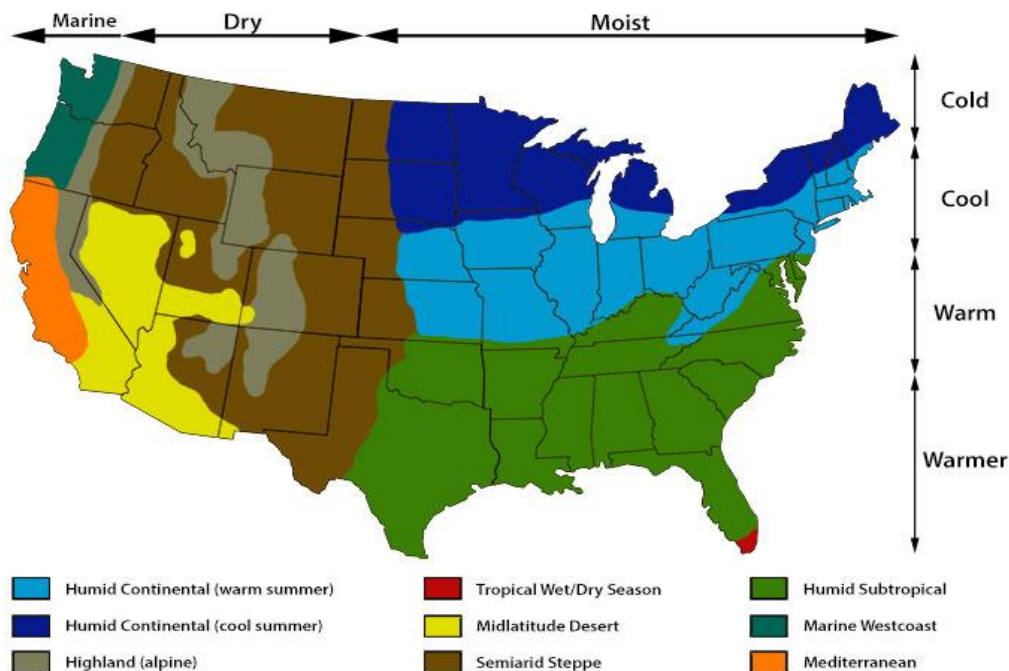 Marine Dry Moist
Cold
Cool
Warm
Warmer
Humid Continental (warm summer) Tropical Wet/Dry Season Humid Subtropical
Humid Continental (cool summer) Midlatitude Desert Marine Westcoast
Highland (alpine) Semiarid Steppe Mediterranean